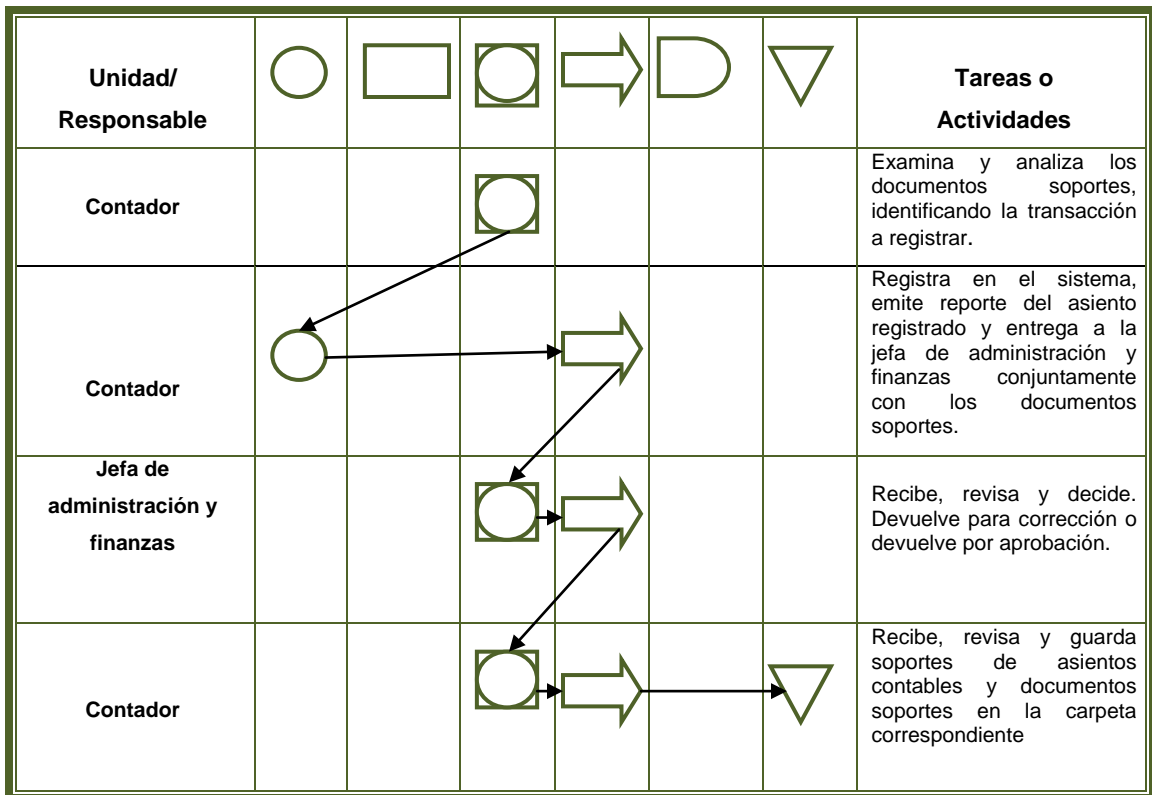 Unidad/
Responsable
Tareas o
Actividades
Contador
Examina y analiza los
documentos soportes,
identificando la transacción
a registrar.
Contador
Registra en el sistema,
emite reporte del asiento
registrado y entrega a la
jefa de administración y
finanzas conjuntamente
con los documentos
soportes.
Jefa de
administración y
finanzas
Recibe, revisa y decide.
Devuelve para corrección o
devuelve por aprobación.
Contador
Recibe, revisa y guarda
soportes de asientos
contables y documentos
soportes en la carpeta
correspondiente